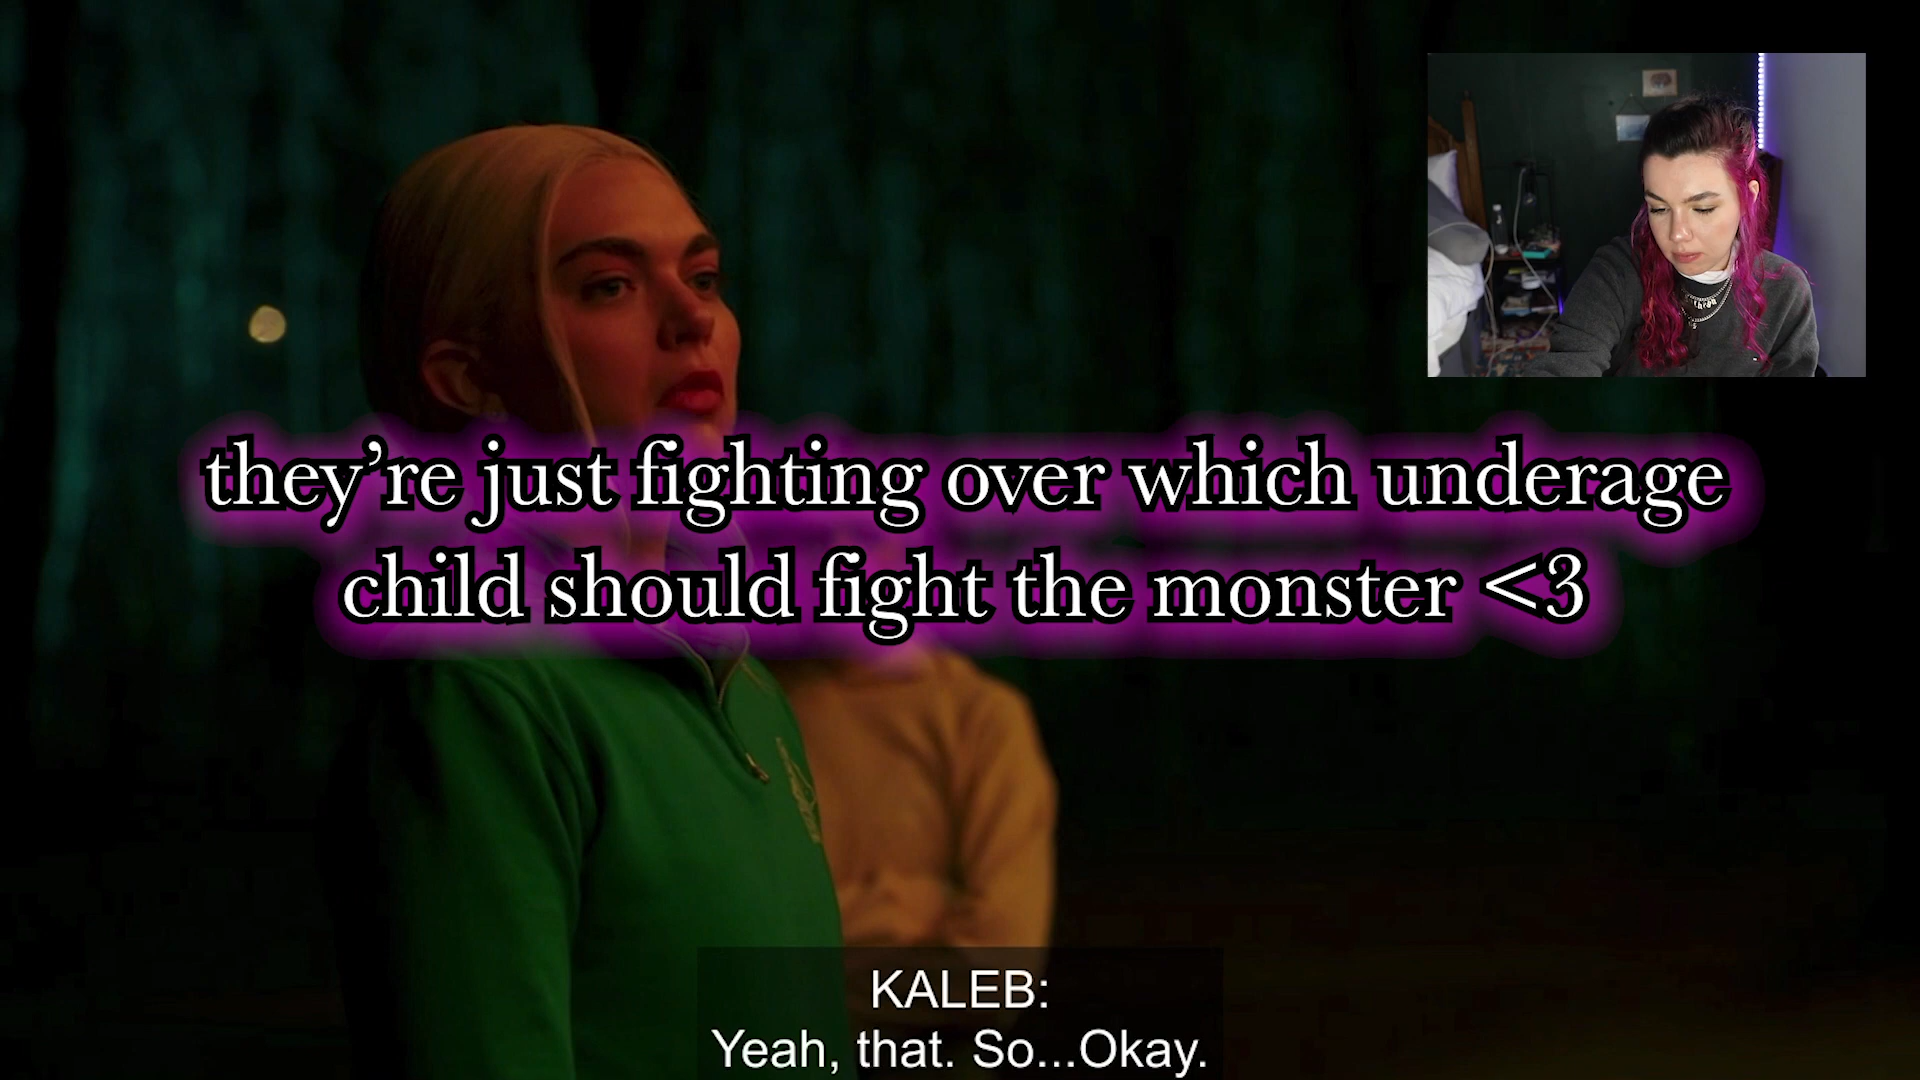 they’re just fighting over which underage
child should fight the monster <3
KALEB:
Yeah, that. So...Okay.